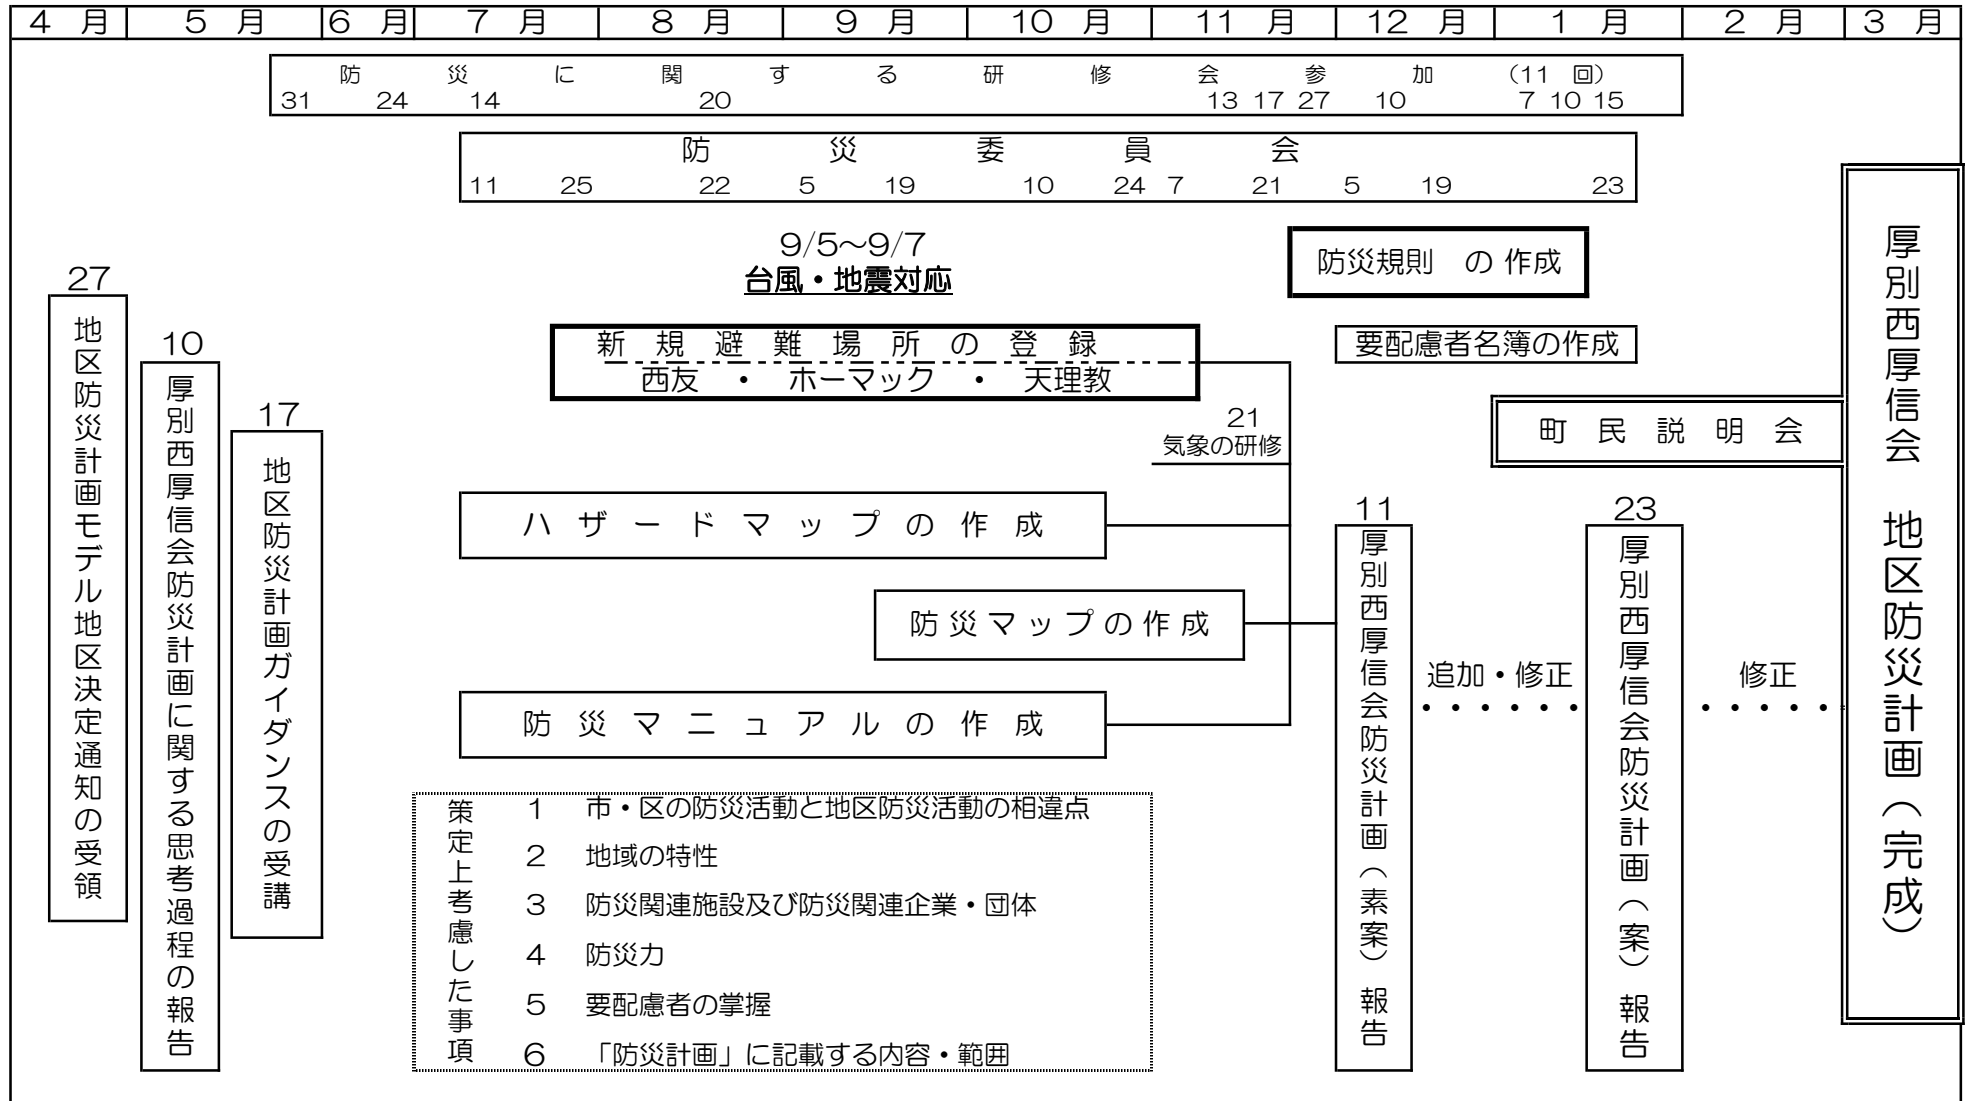 4 月 5 月 6 月 7 月 8 月 9 月 10 月 11 月 12 月 1 月 2 月 3 月
防災に関する研修会参加（11 回）
31 24 14 20 13 17 27 10 7 10 15
防災委員会
11 25 22 5 19 10 24 7 21 5 19 23
9/5～9/7
台風・地震対応
防災規則 の 作成
新規避難場所の登録
西友 ・ ホーマック ・ 天理教
要配慮者名簿の作成
21
気象の研修
町民説明会
27
地区防災計画モデル地区決定通知の受領
10
厚別西厚信会防災計画に関する思考過程の報告
17
地区防災計画ガイダンスの受講
ハザードマップの作成
防災マップの作成
防災マニュアルの作成
11
厚別西厚信会防災計画（素案）報告
追加・修正
・・・・・・
23
厚別西厚信会防災計画（案）報告
修正
・・・・・
厚別西厚信会 地区防災計画（完成）
策定上考慮した事項
1 市・区の防災活動と地区防災活動の相違点
2 地域の特性
3 防災関連施設及び防災関連企業・団体
4 防災力
5 要配慮者の掌握
6 「防災計画」に記載する内容・範囲